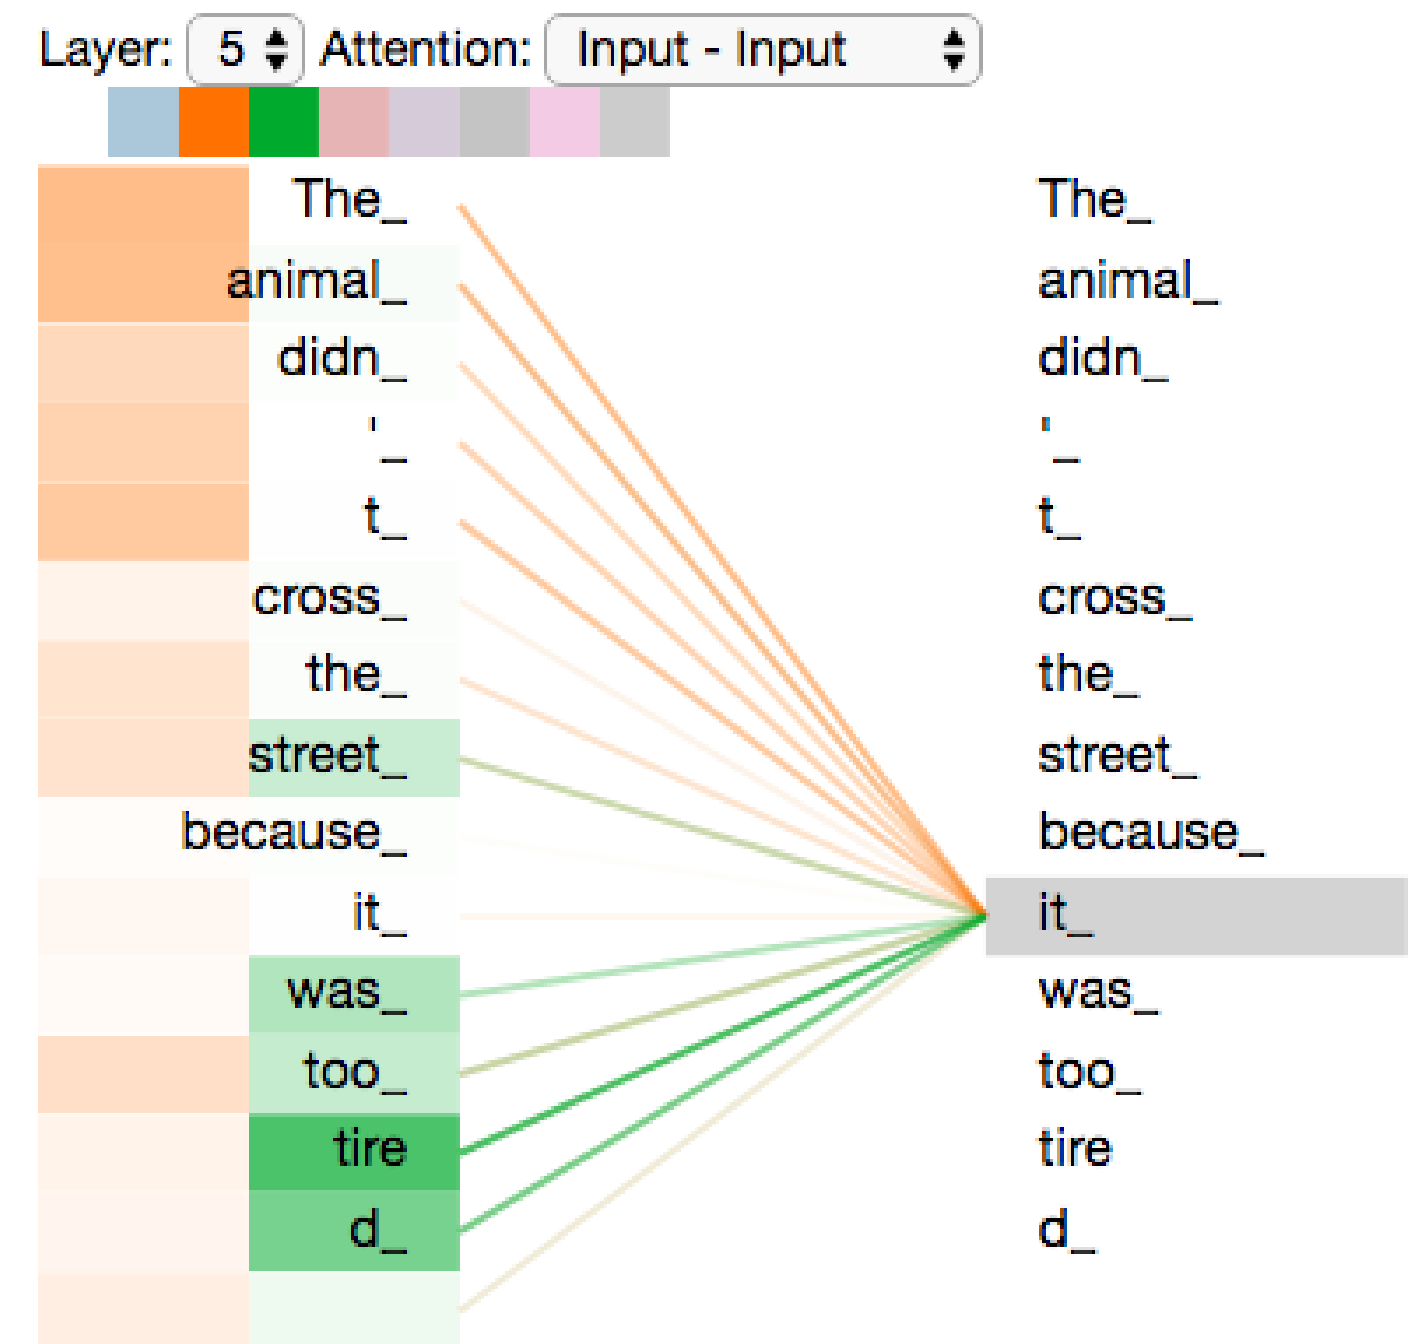 Layer: 5 Attention: Input - Input
The_ The_
animal_ animal_
didn_ didn_
'_ '_
t_ t_
cross_ cross_
the_ the_
street_ street_
because_ because_
it_ it_
was_ was_
too_ too_
tire tire
d_ d_